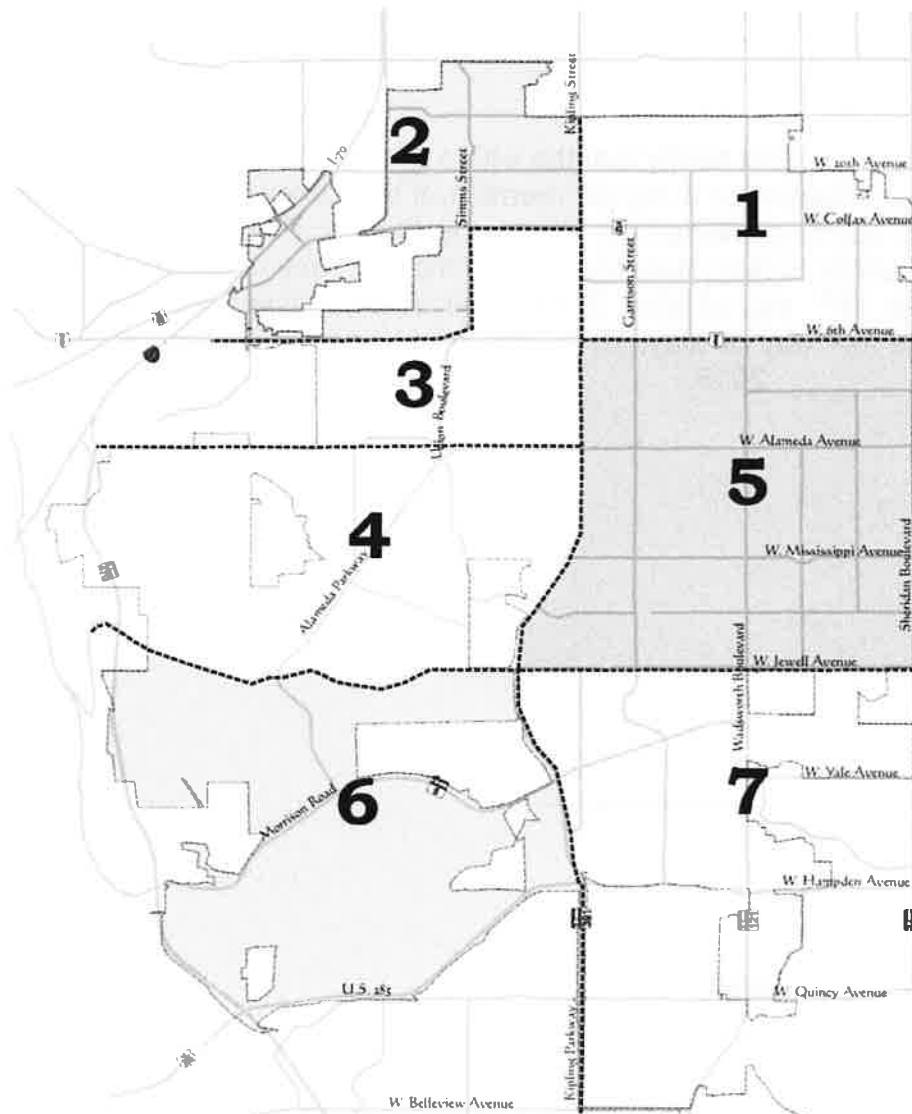 Kipling Street
2
I-70
W. 20th Avenue
Simms Street
1
W. Colfax Avenue
Garrison Street
W. 6th Avenue
3
Union Boulevard
W. Alameda Avenue
5
4
W. Mississippi Avenue
Alameda Parkway
Sheridan Boulevard
Wadsworth Boulevard
W. Jewell Avenue
6
Morrison Road
7
W. Yale Avenue
W. Hampden Avenue
U.S. 285
W. Quincy Avenue
Kipling Parkway
W. Belleview Avenue